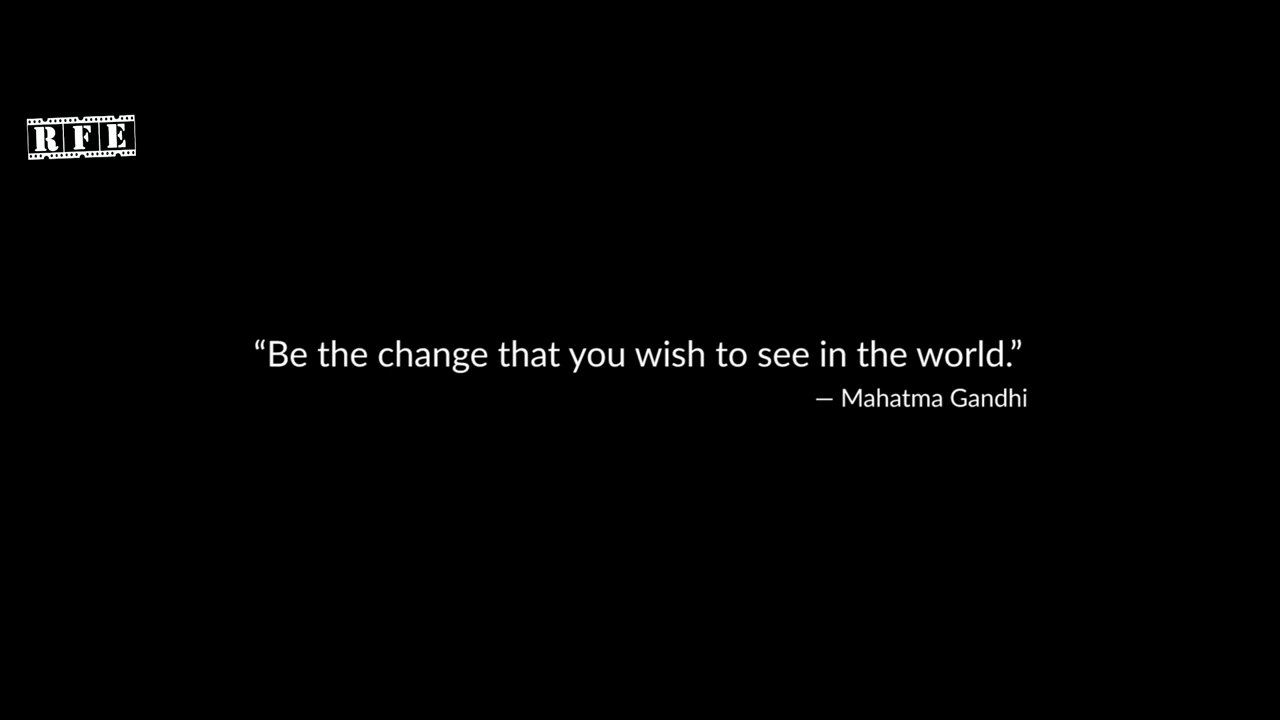 RFE
“Be the change that you wish to see in the world.”
— Mahatma Gandhi